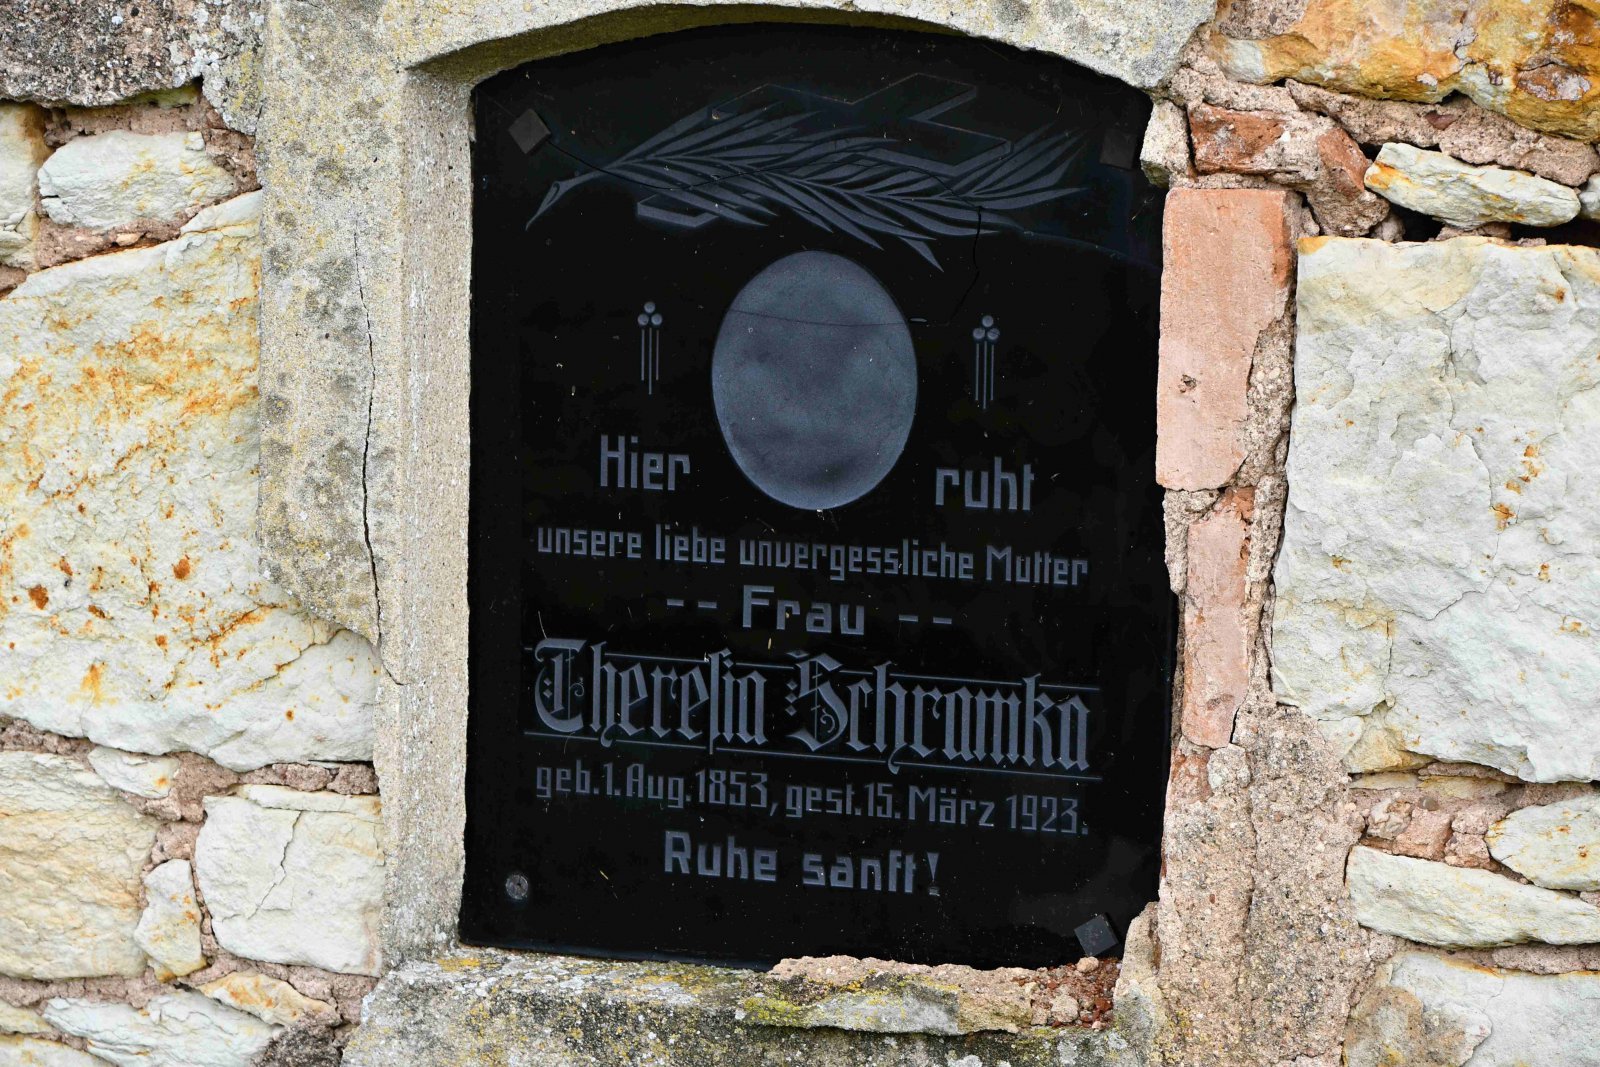 Hier ruht
unsere liebe unvergessliche Mutter
-- Frau --
Theresia Schramka
geb. 1. Aug. 1853, gest. 15. März 1923.
Ruhe sanft!